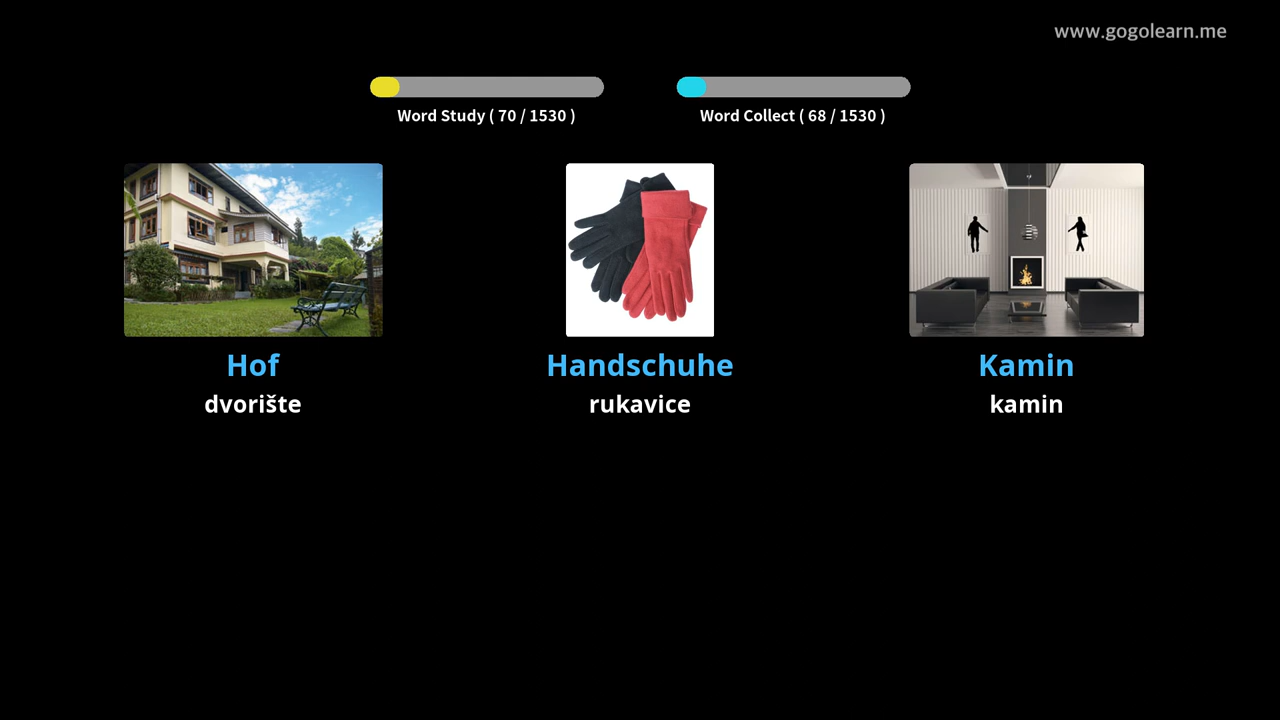 www.gogolearn.me
Word Study ( 70 / 1530 )
Word Collect ( 68 / 1530 )
Hof
dvorište
Handschuhe
rukavice
Kamin
kamin